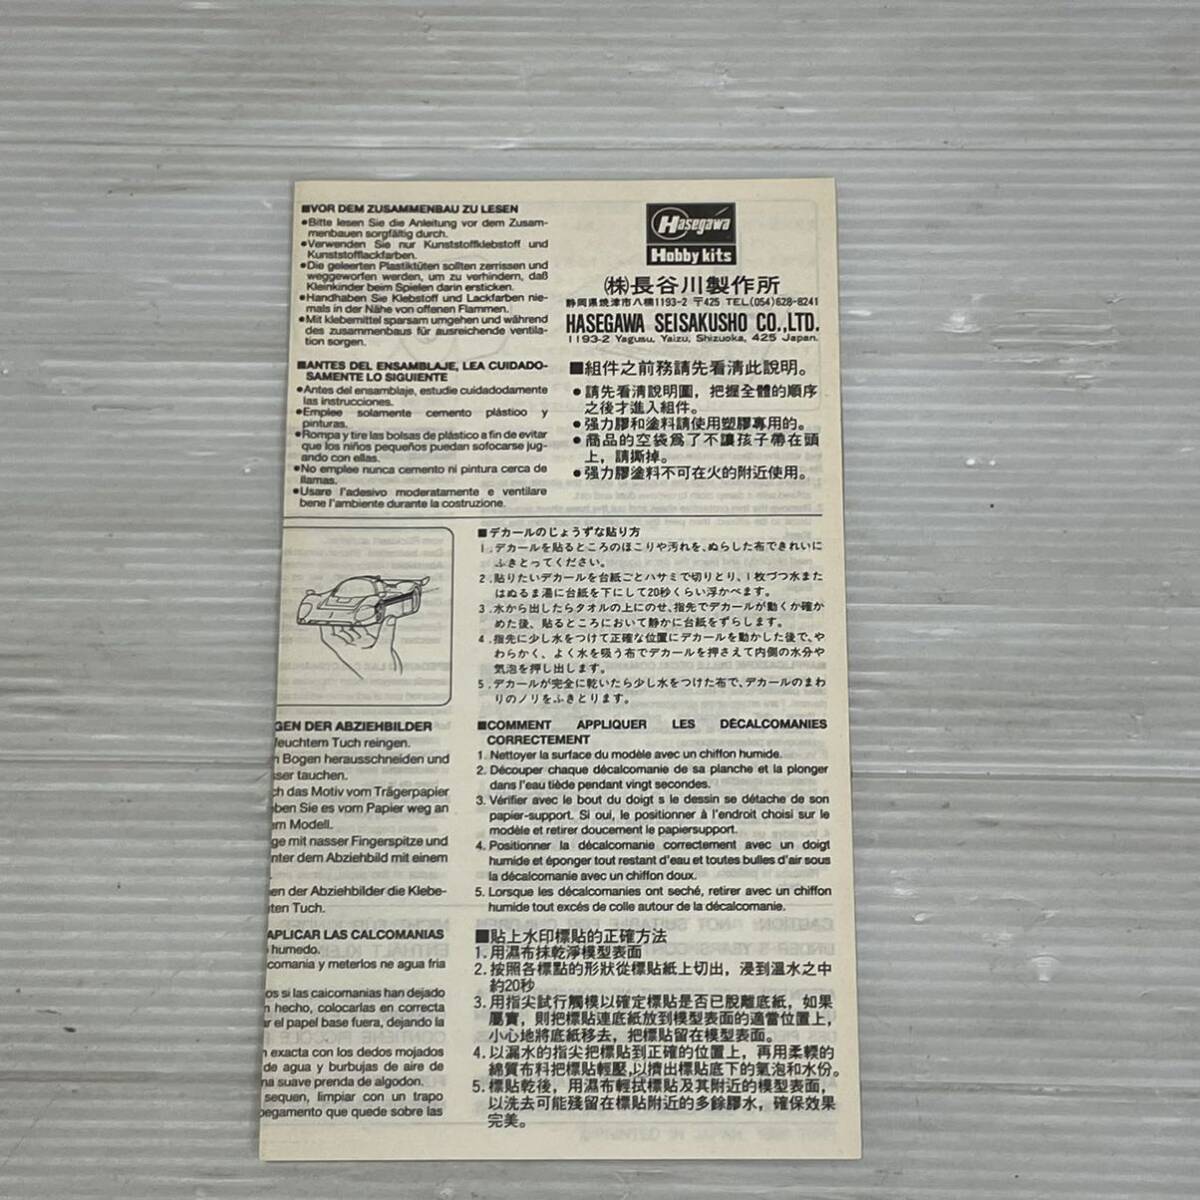 ■VOR DEM ZUSAMMENBAU ZU LESEN
●Bitte lesen Sie die Anleitung vor dem Zusam-
menbauen sorgfältig durch.
●Verwenden Sie nur Kunststoffklebstoff und
Kunststofflackfarben.
●Die geleerten Plastiktüten sollten zerrissen und
weggeworfen werden, um zu verhindern, daß
Kleinkinder beim Spielen darin ersticken.
●Handhaben Sie Klebstoff und Lackfarben nie-
mals in der Nähe von offenen Flammen.
●Mit klebemittel sparsam umgehen und während
des zusammenbaus für ausreichende ventila-
tion sorgen.
■ANTES DEL ENSAMBLAJE, LEA CUIDADO-
SAMENTE LO SIGUIENTE
●Antes del ensamblaje, estudie cuidadodamente
las instrucciones.
●Emplee solamente cemento plástico y
pinturas.
●Rompa y tire las bolsas de plástico a fin de evitar
que los niños pequeños puedan sofocarse jug-
ando con ellas.
●No emplee nunca cemento ni pintura cerca de
llamas.
●Usare l'adesivo moderatamente e ventilare
bene l'ambiente durante la costruzione.
Hasegawa
Hobby kits
(株)長谷川製作所
静岡県焼津市八楠1193-2 〒425 TEL(054)628-8241
HASEGAWA SEISAKUSHO CO.,LTD.
1193-2 Yagusu, Yaizu, Shizuoka, 425 Japan.
■組件之前務請先看清此說明。
●請先看清說明圖，把握全體的順序
之後才進入組件。
●强力膠和塗料請使用塑膠專用的。
●商品的空袋爲了不讓孩子帶在頭
上，請撕掉。
●强力膠塗料不可在火的附近使用。
■デカールのじょうずな貼り方
1.デカールを貼るところのほこりや汚れを、ぬらした布できれいに
ふきとってください。
2.貼りたいデカールを台紙ごとハサミで切りとり、1枚づつ水また
はぬるま湯に台紙を下にして20秒くらい浮かべます。
3.水から出したらタオルの上にのせ、指先でデカールが動くか確か
めた後、貼るところにおいて静かに台紙をずらします。
4.指先に少し水をつけて正確な位置にデカールを動かした後で、や
わらかく、よく水を吸う布でデカールを押さえて内側の水分や
気泡を押し出します。
5.デカールが完全に乾いたら少し水をつけた布で、デカールのまわ
りのノリをふきとります。
GEN DER ABZIEHBILDER
feuchtem Tuch reingen.
Bogen herausschneiden und
ser tauchen.
ch das Motiv vom Trägerpapier
ben Sie es vom Papier weg an
m Modell.
ge mit nasser Fingerspitze und
nter dem Abziehbild mit einem
en der Abziehbilder die Klebe-
ten Tuch.
■COMMENT APPLIQUER LES DÉCALCOMANIES
CORRECTEMENT
1. Nettoyer la surface du modèle avec un chiffon humide.
2. Découper chaque décalcomanie de sa planche et la plonger
dans l'eau tiède pendant vingt secondes.
3. Vérifier avec le bout du doigt s le dessin se détache de son
papier-support. Si oui, le positionner à l'endroit choisi sur le
modèle et retirer doucement le papiersupport.
4. Positionner la décalcomanie correctement avec un doigt
humide et éponger tout restant d'eau et toutes bulles d'air sous
la décalcomanie avec un chiffon doux.
5. Lorsque les décalcomanies ont seché, retirer avec un chiffon
humide tout excés de colle autour de la décalcomanie.
APLICAR LAS CALCOMANIAS
humedo.
comania y meterlos ne agua fria
os si las calcomanias han dejado
hecho, colocarlas en correcta
r el papel base fuera, dejando la
exacta con los dedos mojados
de agua y burbujas de aire de
na suave prenda de algodon.
sequen, limpiar con un trapo
pegamento que quede sobre las
■貼上水印標貼的正確方法
1. 用濕布抹乾淨模型表面
2. 按照各標點的形狀從標貼紙上切出，浸到溫水之中
約20秒
3. 用指尖試行觸模以確定標貼是否已脫離底紙，如果
屬實，則把標貼連底紙放到模型表面的適當位置上，
小心地將底紙移去，把標貼留在模型表面。
4. 以漏水的指尖把標貼到正確的位置上，再用柔輭的
綿質布料把標貼輕壓，以擠出標貼底下的氣泡和水份。
5. 標貼乾後，用濕布輕拭標貼及其附近的模型表面，
以洗去可能殘留在標貼附近的多餘膠水，確保效果
完美。